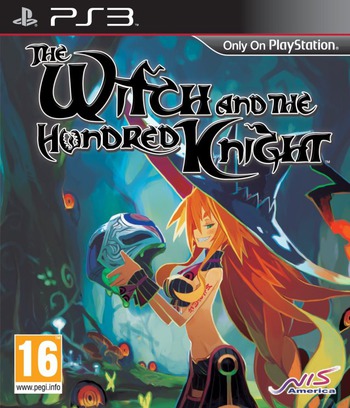 PS3
Only On PlayStation®
THE WITCH AND THE
HUNDRED KNIGHT
16
www.pegi.info
NIS
America